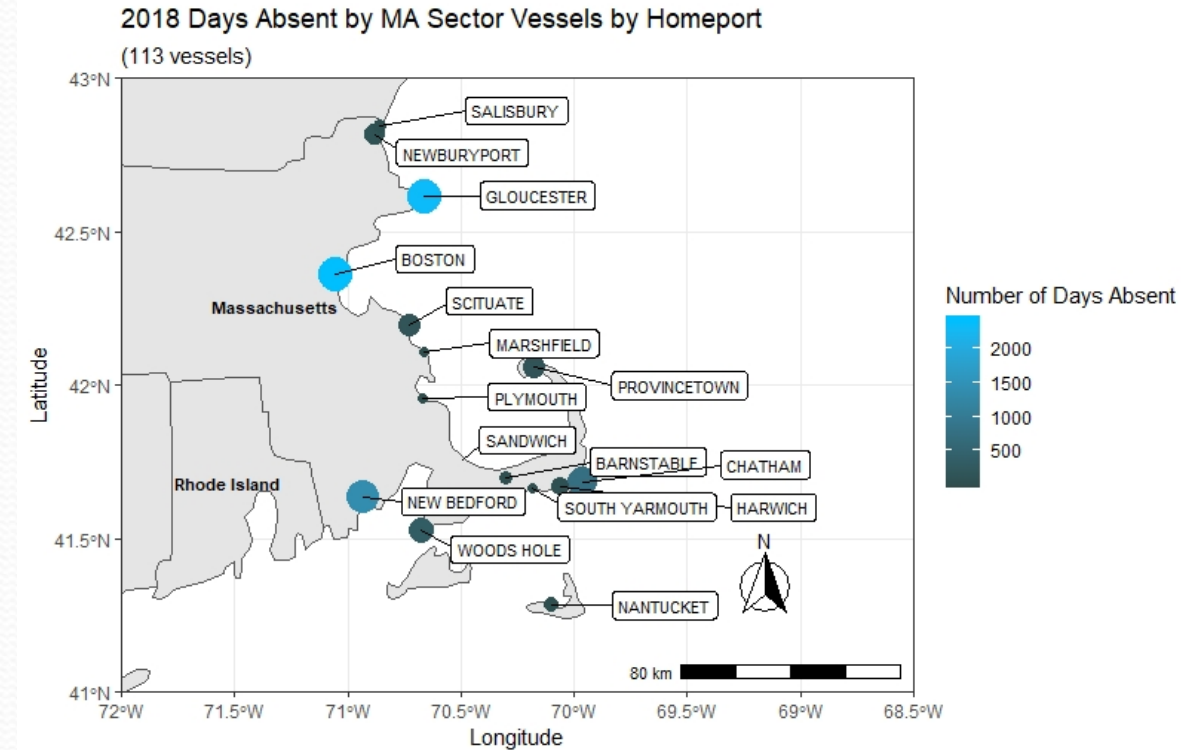 2018 Days Absent by MA Sector Vessels by Homeport
(113 vessels)
43°N
42.5°N
42°N
41.5°N
41°N
Latitude
SALISBURY
NEWBURYPORT
GLOUCESTER
BOSTON
SCITUATE
Massachusetts
MARSHFIELD
PROVINCETOWN
PLYMOUTH
SANDWICH
BARNSTABLE
CHATHAM
Rhode Island
NEW BEDFORD
SOUTH YARMOUTH
HARWICH
WOODS HOLE
N
NANTUCKET
80 km
72°W 71.5°W 71°W 70.5°W 70°W 69.5°W 69°W 68.5°W
Longitude
Number of Days Absent
2000
1500
1000
500